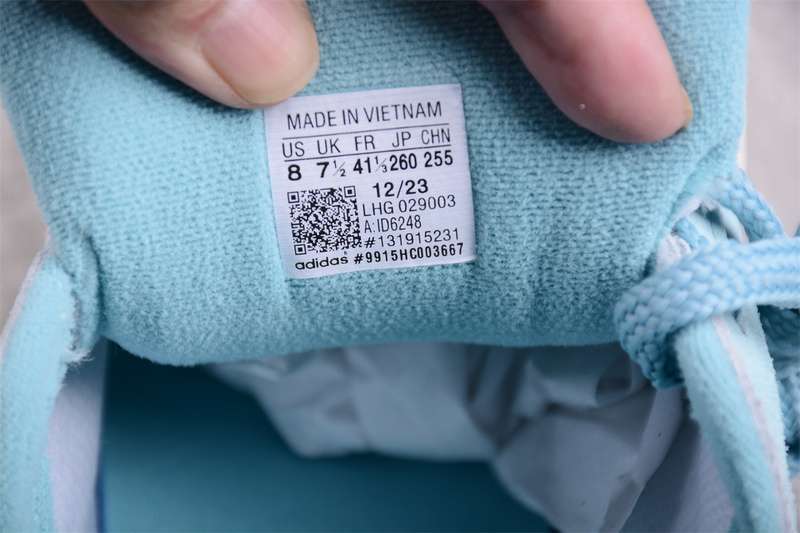 MADE IN VIETNAM
US UK FR JP CHN
8 7½ 41⅓ 260 255
12/23
LHG 029003
A:ID6248
#131915231
adidas #9915HC003667